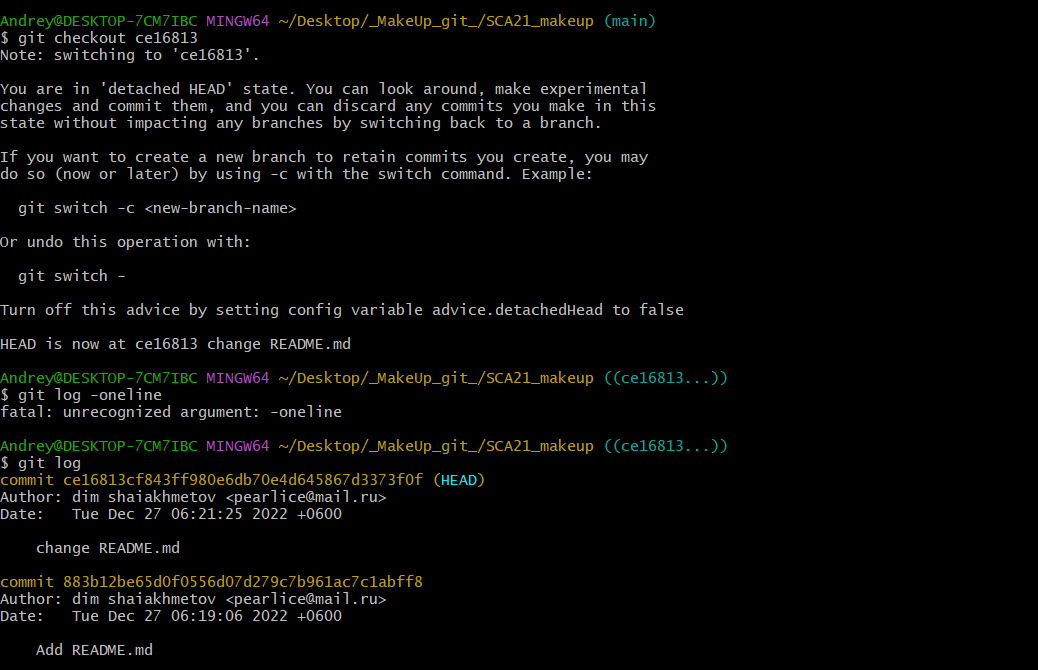 Andrey@DESKTOP-7CM7IBC MINGW64 ~/Desktop/_MakeUp_git_/SCA21_makeup (main)
$ git checkout ce16813
Note: switching to 'ce16813'.
You are in 'detached HEAD' state. You can look around, make experimental
changes and commit them, and you can discard any commits you make in this
state without impacting any branches by switching back to a branch.
If you want to create a new branch to retain commits you create, you may
do so (now or later) by using -c with the switch command. Example:
git switch -c <new-branch-name>
Or undo this operation with:
git switch -
Turn off this advice by setting config variable advice.detachedHead to false
HEAD is now at ce16813 change README.md
Andrey@DESKTOP-7CM7IBC MINGW64 ~/Desktop/_MakeUp_git_/SCA21_makeup ((ce16813...))
$ git log -oneline
fatal: unrecognized argument: -oneline
Andrey@DESKTOP-7CM7IBC MINGW64 ~/Desktop/_MakeUp_git_/SCA21_makeup ((ce16813...))
$ git log
commit ce16813cf843ff980e6db70e4d645867d3373f0f (HEAD)
Author: dim shaiakhmetov <pearlice@mail.ru>
Date:   Tue Dec 27 06:21:25 2022 +0600
change README.md
commit 883b12be65d0f0556d07d279c7b961ac7c1abff8
Author: dim shaiakhmetov <pearlice@mail.ru>
Date:   Tue Dec 27 06:19:06 2022 +0600
Add README.md